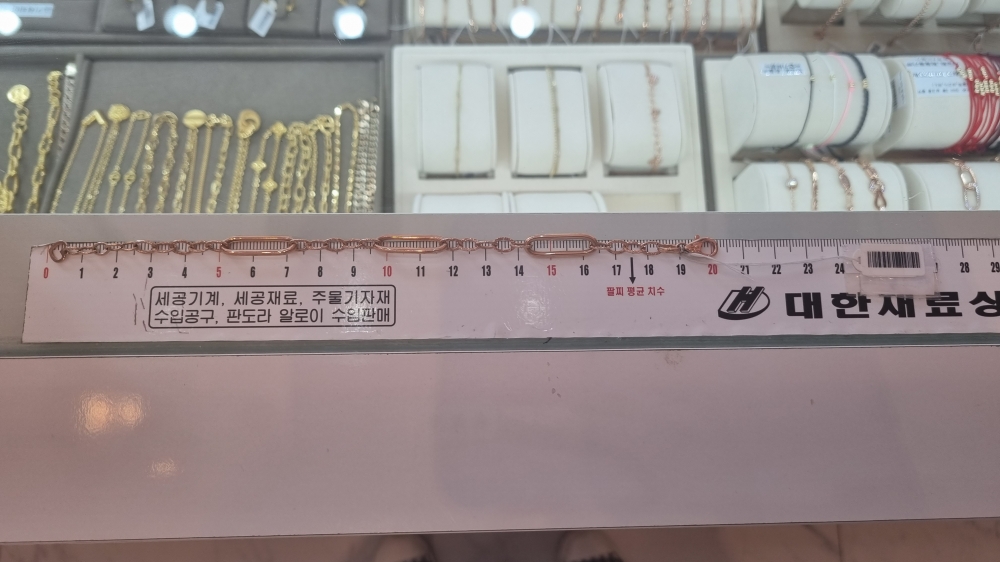 0 1 2 3 4 5 6 7 8 9 10 11 12 13 14 15 16 17 18 19 20 21 22 23 24 28 29
팔찌 평균 치수
세공기계, 세공재료, 주물기자재
수입공구, 판도라 알로이 수입판매
H 대한재료상